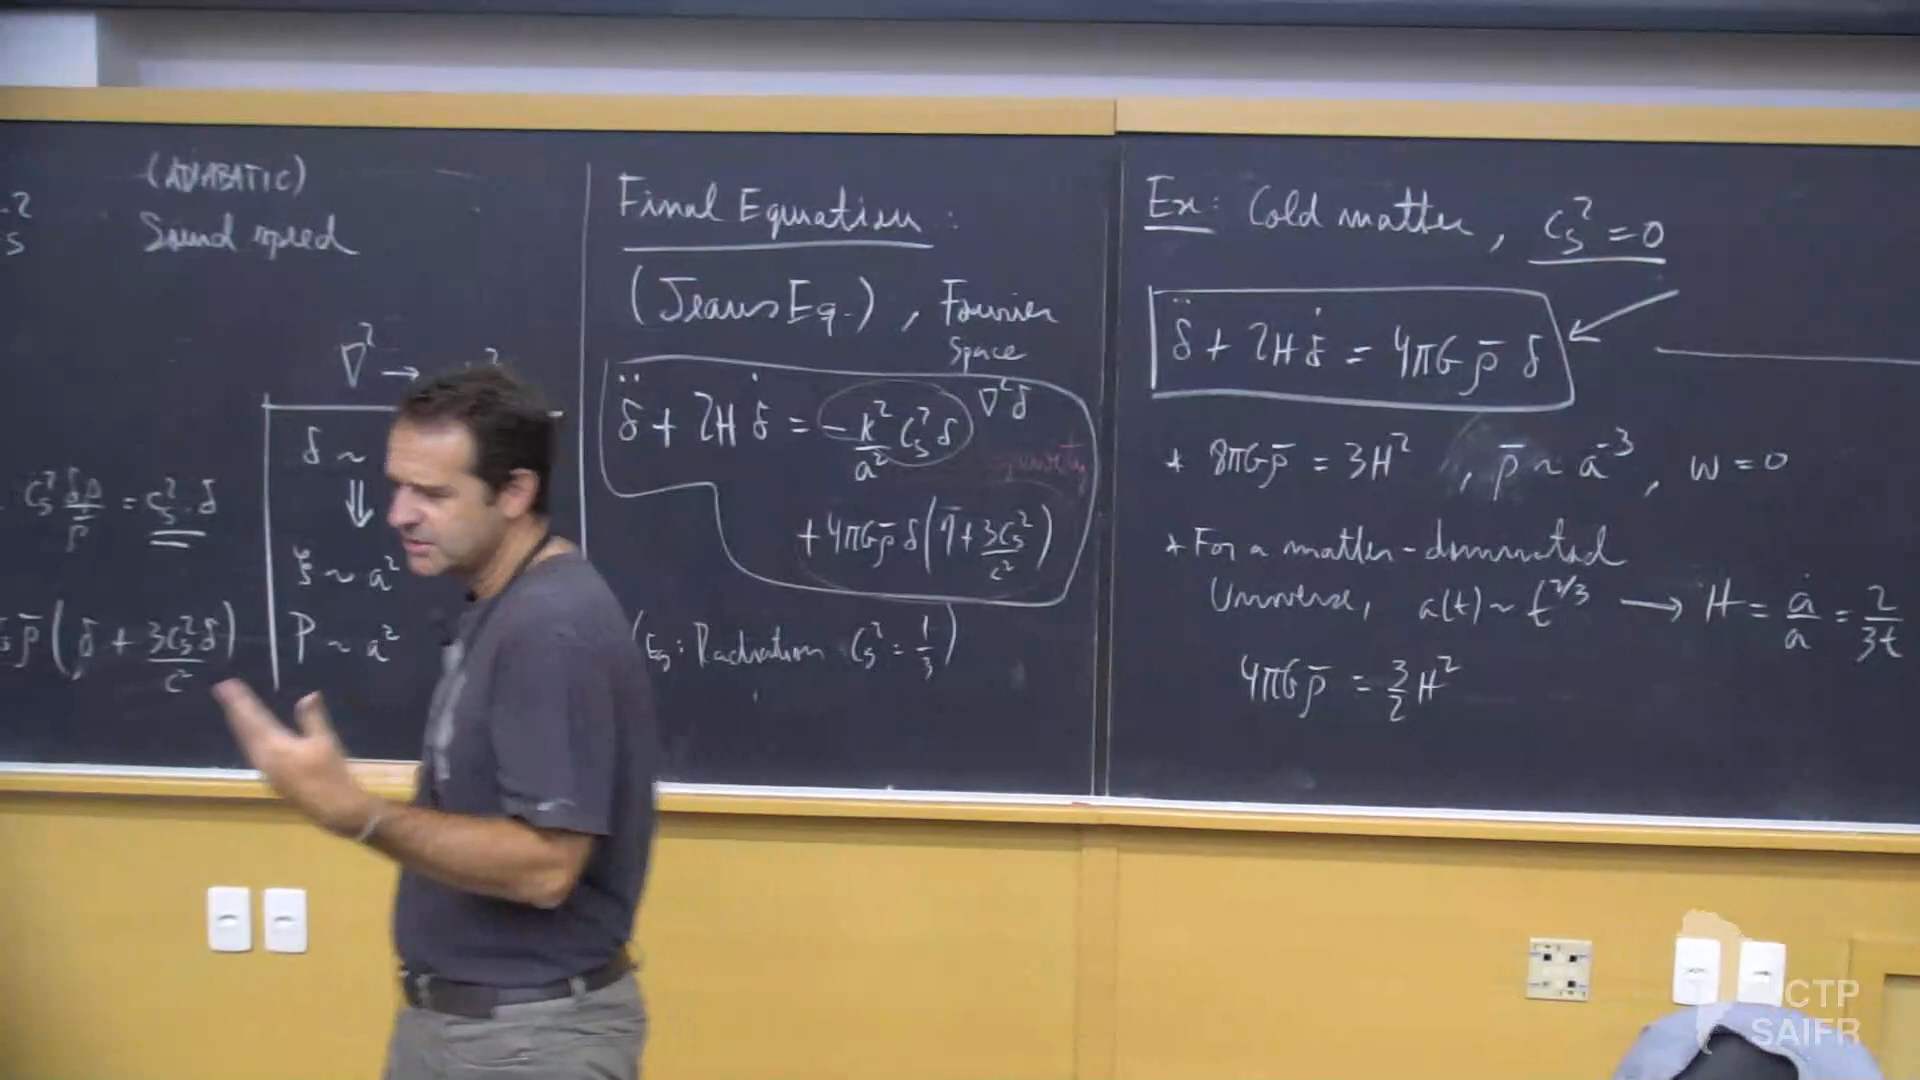 (ADIABATIC)
Sound speed
∇² →
δ ~
⇓
C_s² δρ/ρ̄ = C_s² · δ
ξ ~ a²
ρ̄ (δ + 3C_s²δ/c²)
P ~ a²
Final Equation :
(Jeans Eq.) , Fourier
Space
δ̈ + 2H δ̇ = - k²/a² C_s² δ
∇²δ
gravity
+ 4πGρ̄ δ (1 + 3C_s²/c²)
(Eg: Radiation C_s² = 1/3)
Ex: Cold matter, C_s² = 0
δ̈ + 2H δ̇ = 4πG ρ̄ δ
* 8πGρ̄ = 3H² , ρ̄ ~ a⁻³ , w = 0
* For a matter-dominated
Universe, a(t) ~ t^2/3 → H = ȧ/a = 2/3t
4πGρ̄ = 3/2 H²
ICTP
SAIFR